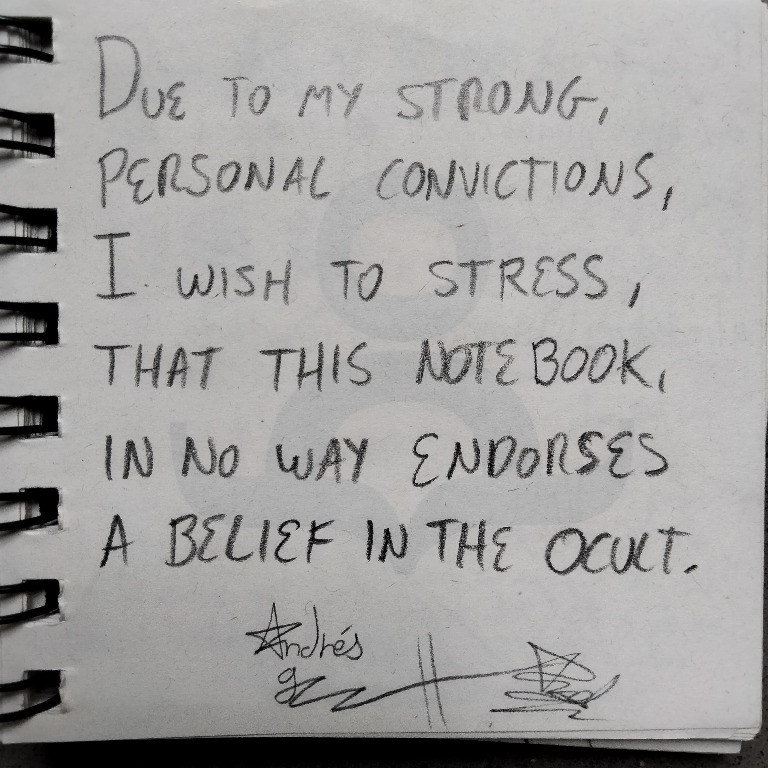 DUE TO MY STRONG,
PERSONAL CONVICTIONS,
I WISH TO STRESS,
THAT THIS NOTEBOOK,
IN NO WAY ENDORSES
A BELIEF IN THE OCULT.
Andrés